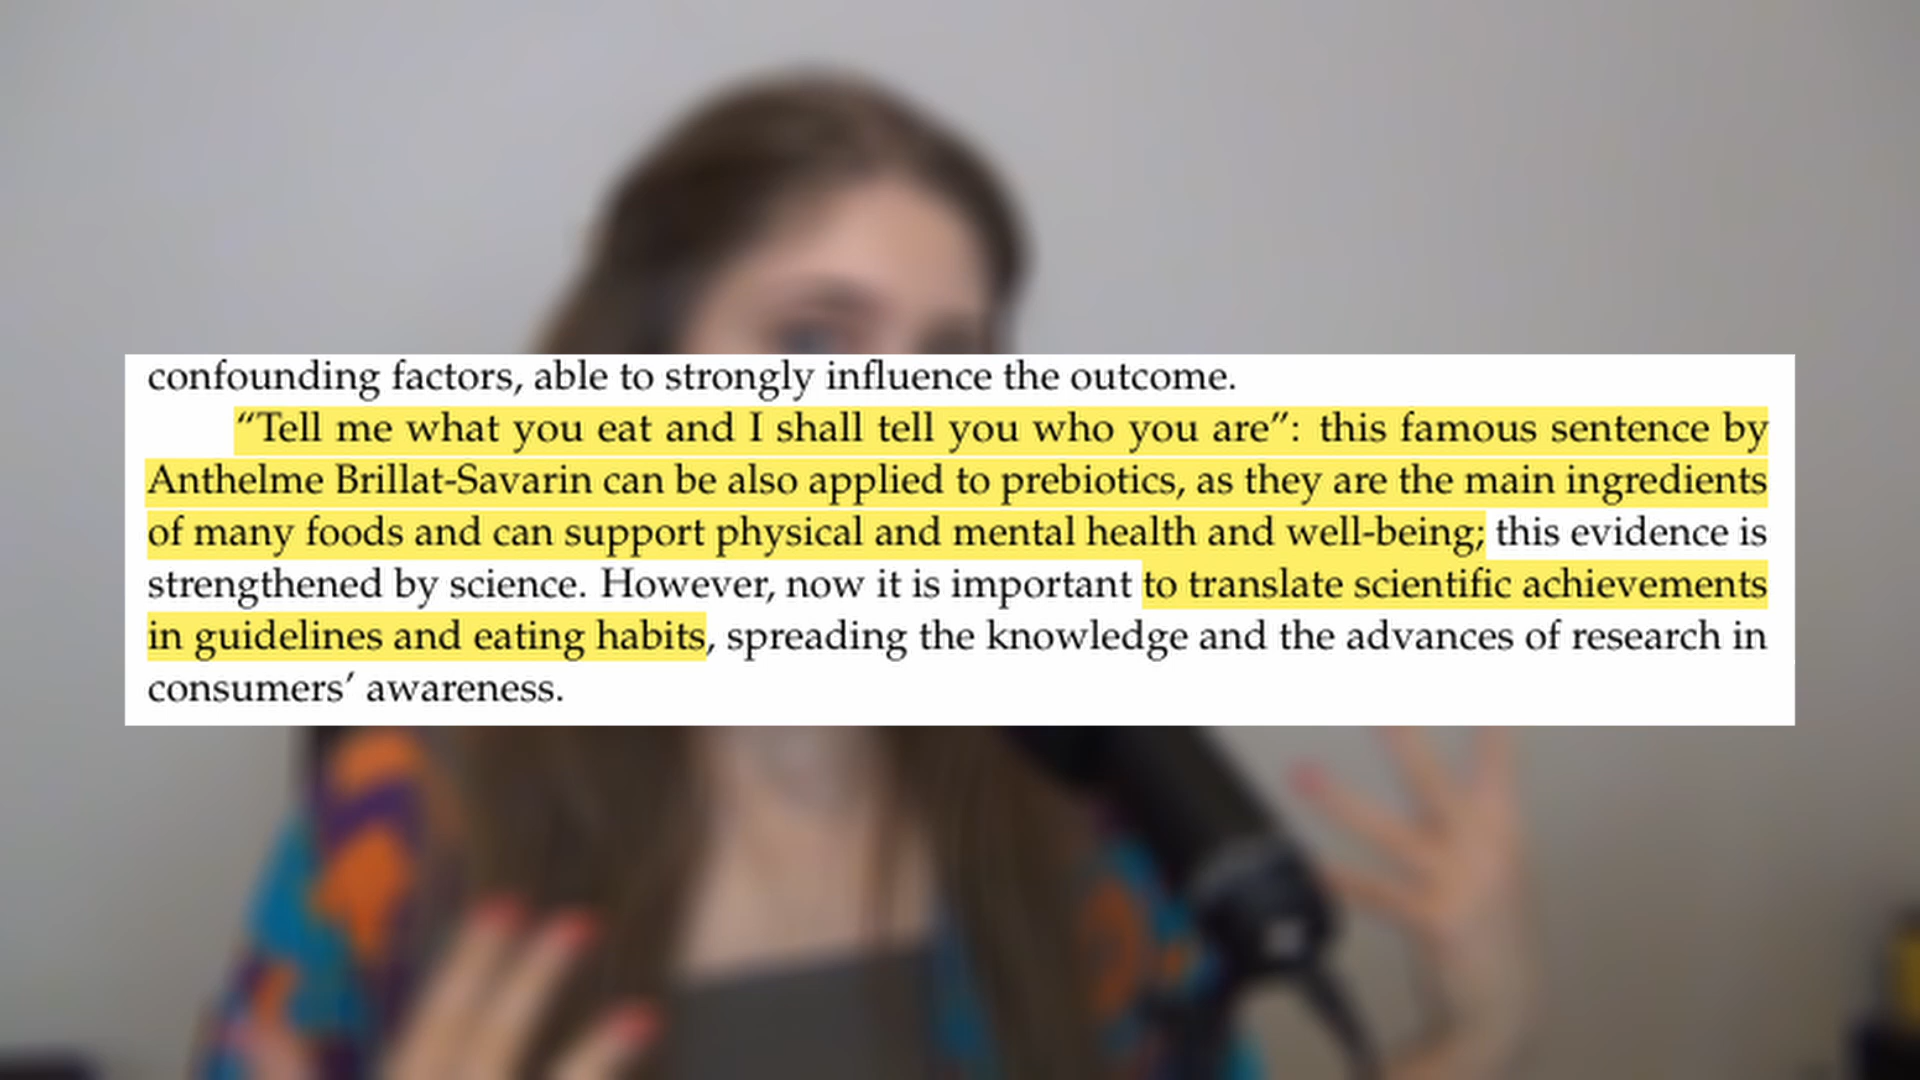 confounding factors, able to strongly influence the outcome.
“Tell me what you eat and I shall tell you who you are”: this famous sentence by
Anthelme Brillat-Savarin can be also applied to prebiotics, as they are the main ingredients
of many foods and can support physical and mental health and well-being; this evidence is
strengthened by science. However, now it is important to translate scientific achievements
in guidelines and eating habits, spreading the knowledge and the advances of research in
consumers’ awareness.